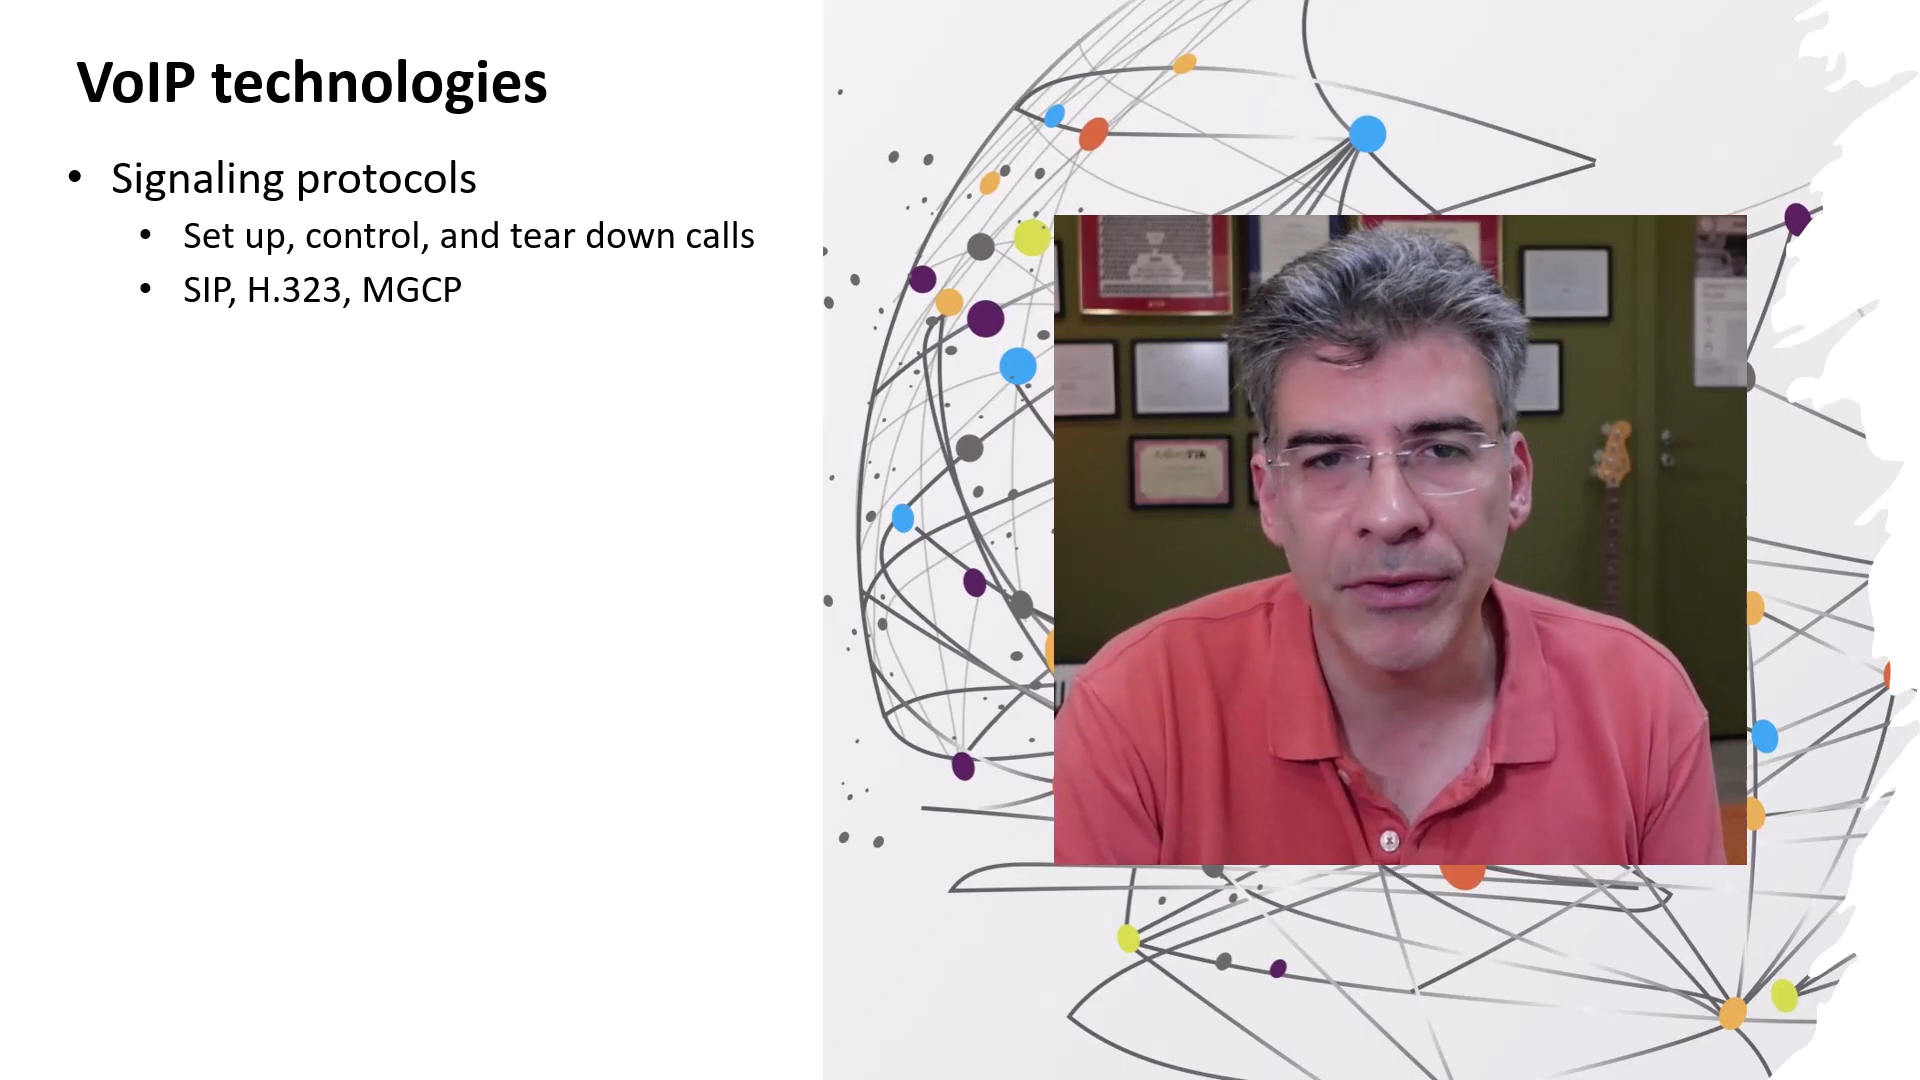 VoIP technologies
• Signaling protocols
• Set up, control, and tear down calls
• SIP, H.323, MGCP